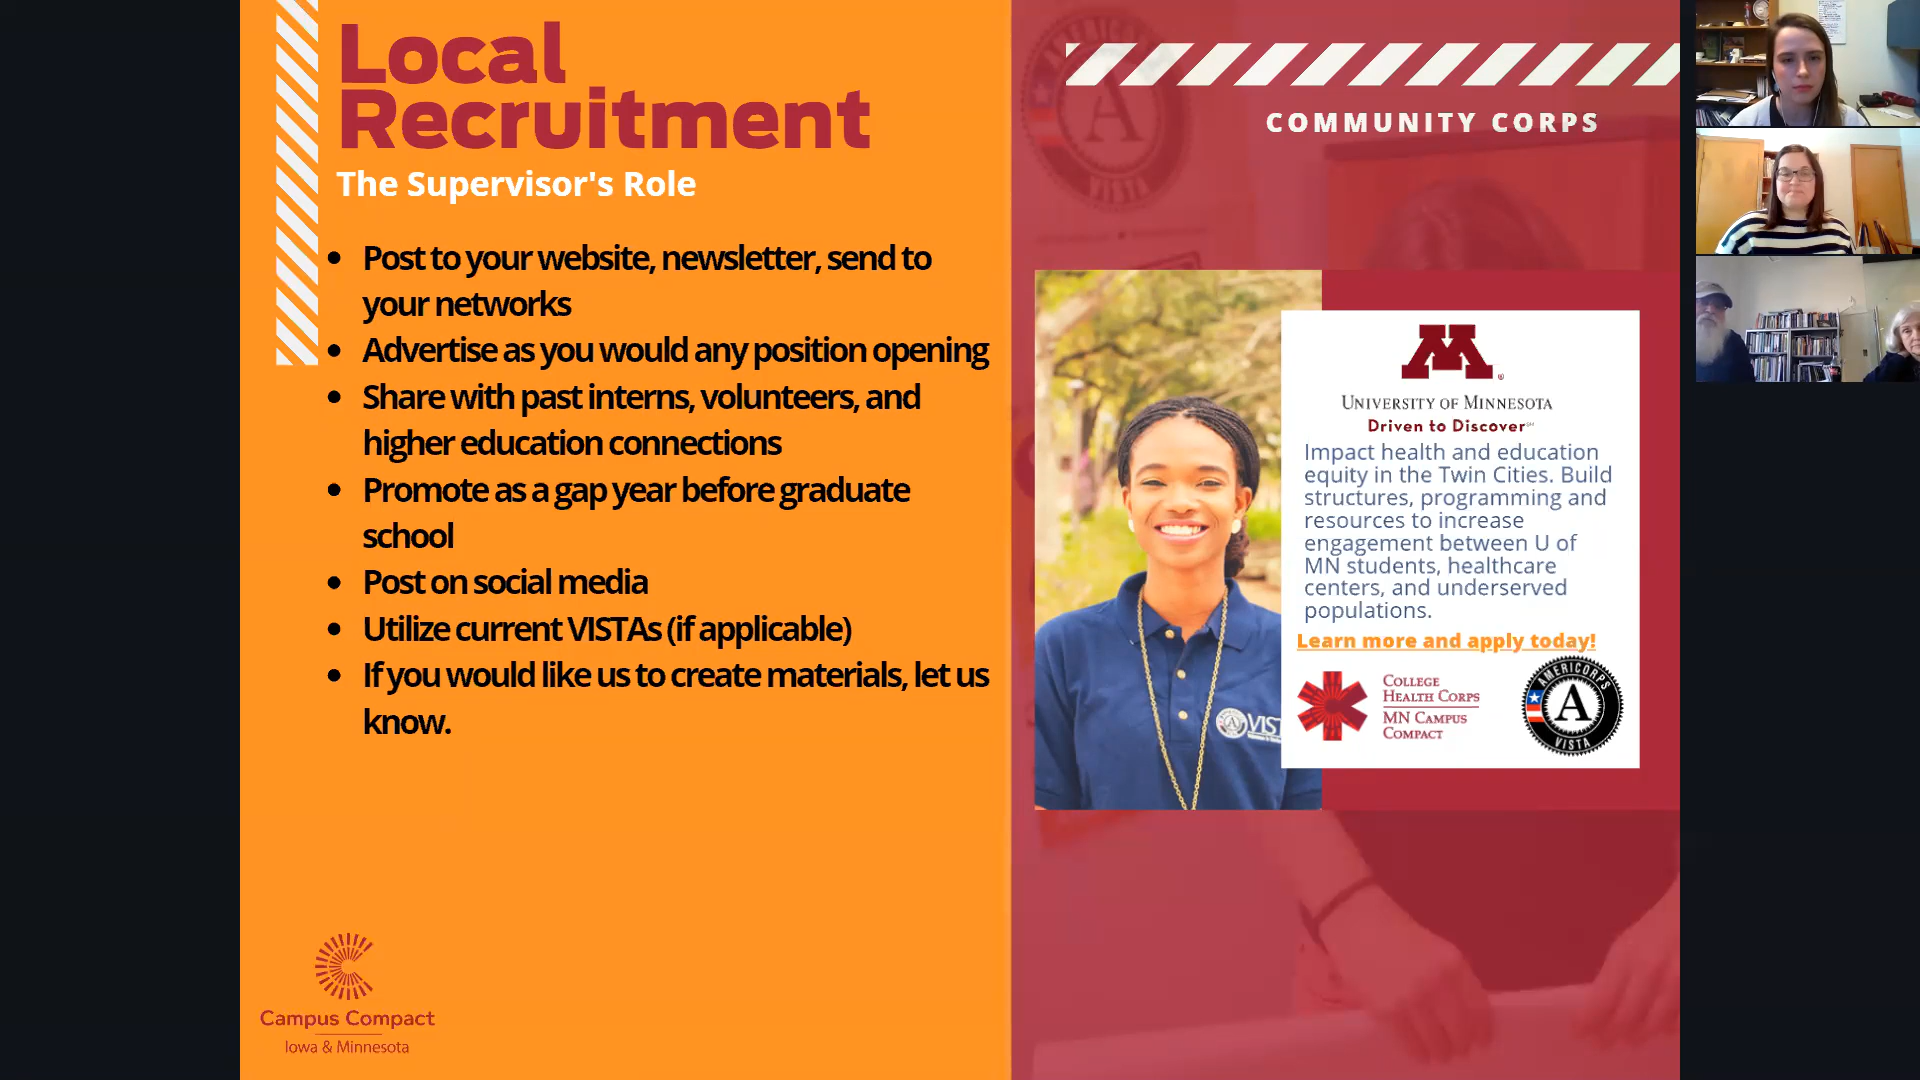 Local
Recruitment
The Supervisor's Role
Post to your website, newsletter, send to
your networks
Advertise as you would any position opening
Share with past interns, volunteers, and
higher education connections
Promote as a gap year before graduate
school
Post on social media
Utilize current VISTAs (if applicable)
If you would like us to create materials, let us
know.
Campus Compact
Iowa & Minnesota
COMMUNITY CORPS
AMERICORPS
A
VISTA
VIST
M
UNIVERSITY OF MINNESOTA
Driven to Discover℠
Impact health and education
equity in the Twin Cities. Build
structures, programming and
resources to increase
engagement between U of
MN students, healthcare
centers, and underserved
populations.
Learn more and apply today!
COLLEGE
HEALTH CORPS
MN CAMPUS
COMPACT
AMERICORPS
A
VISTA